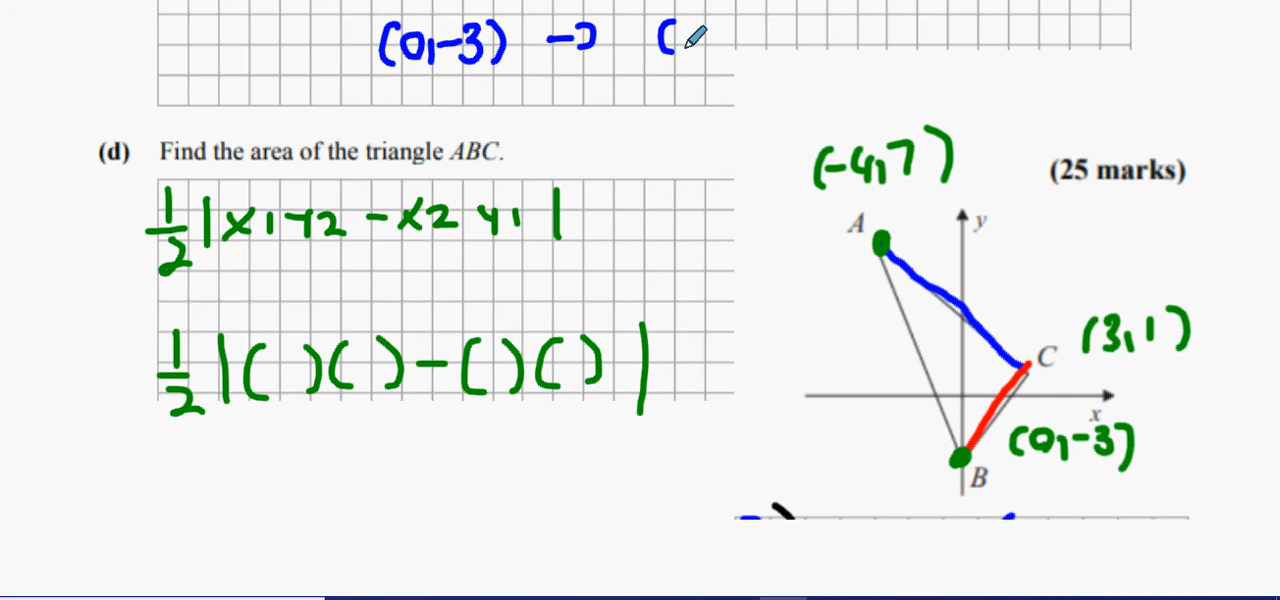 (0,-3) → (
(d) Find the area of the triangle ABC.
(-4,7)
(25 marks)
1/2 |x1y2 - x2y1|
A
y
1/2 |( )( ) - ( )( )|
C
(3,1)
x
(0,-3)
B